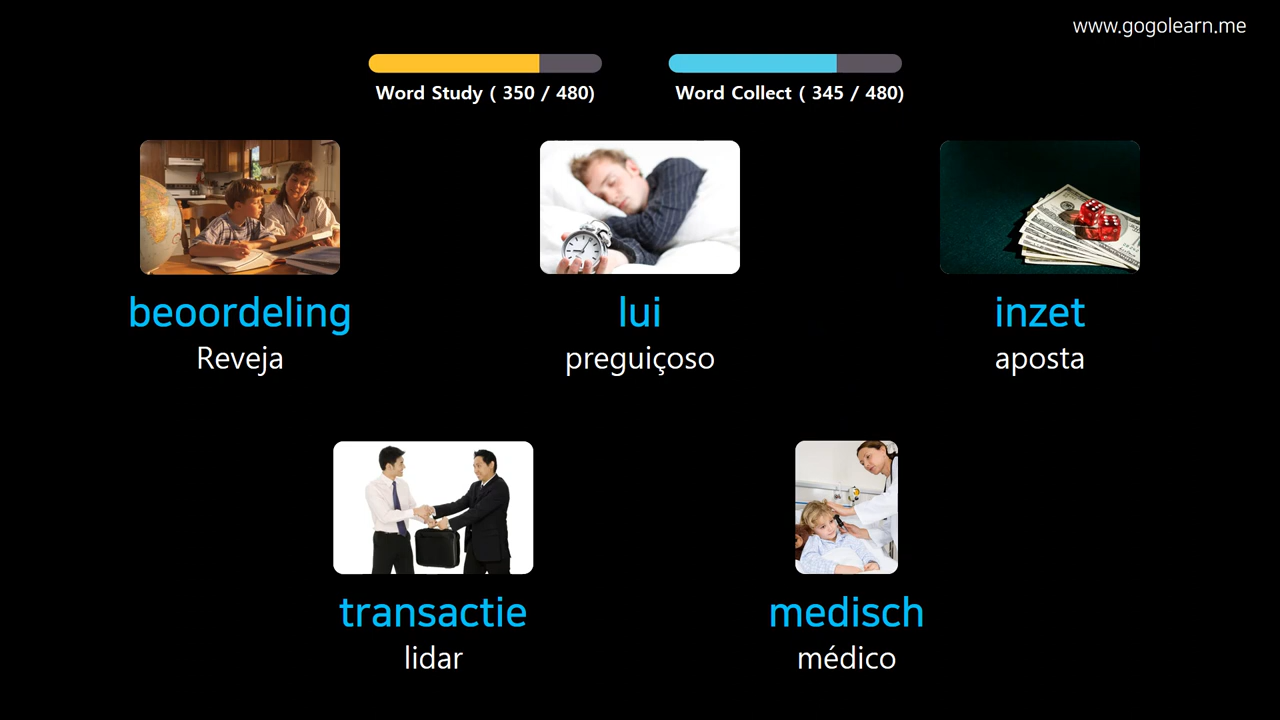 www.gogolearn.me
Word Study ( 350 / 480)
Word Collect ( 345 / 480)
beoordeling
Reveja
lui
preguiçoso
inzet
aposta
transactie
lidar
medisch
médico